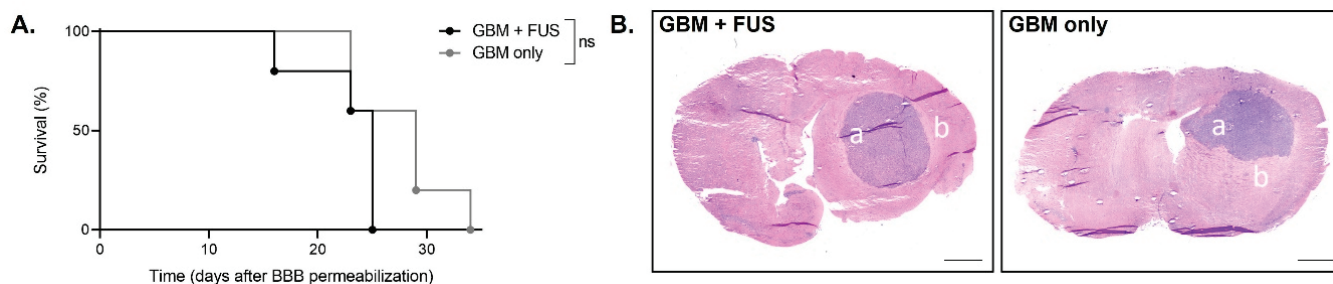 A.
100
50
0
Survival (%)
0 10 20 30
Time (days after BBB permeabilization)
GBM + FUS
GBM only
ns
B.
GBM + FUS
a
b
GBM only
a
b